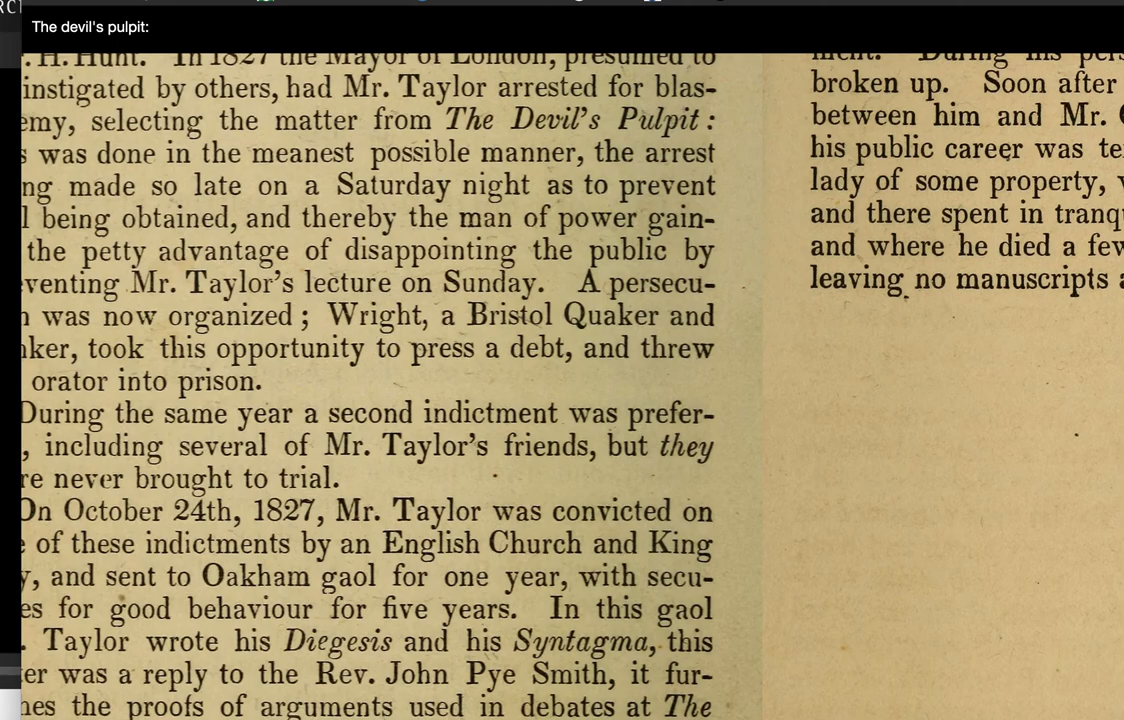 The devil's pulpit:
H. Hunt. In 1827 the Mayor of London, presumed to
instigated by others, had Mr. Taylor arrested for blas-
emy, selecting the matter from The Devil's Pulpit:
s was done in the meanest possible manner, the arrest
ng made so late on a Saturday night as to prevent
l being obtained, and thereby the man of power gain-
the petty advantage of disappointing the public by
venting Mr. Taylor's lecture on Sunday. A persecu-
was now organized; Wright, a Bristol Quaker and
ker, took this opportunity to press a debt, and threw
orator into prison.
During the same year a second indictment was prefer-
, including several of Mr. Taylor's friends, but they
re never brought to trial.
On October 24th, 1827, Mr. Taylor was convicted on
of these indictments by an English Church and King
y, and sent to Oakham gaol for one year, with secu-
es for good behaviour for five years. In this gaol
. Taylor wrote his Diegesis and his Syntagma, this
er was a reply to the Rev. John Pye Smith, it fur-
hes the proofs of arguments used in debates at The
ment. During his pers
broken up. Soon after
between him and Mr.
his public career was te
lady of some property,
and there spent in tranq
and where he died a few
leaving no manuscripts a